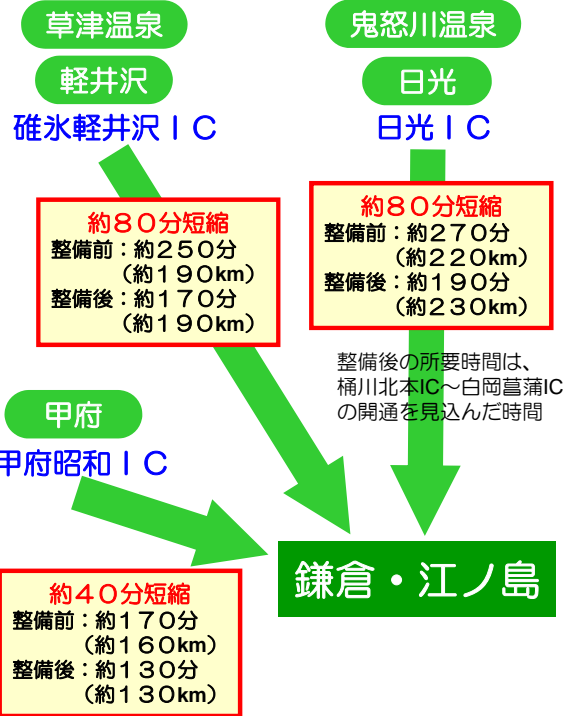 草津温泉
軽井沢
碓氷軽井沢ＩＣ
約８０分短縮
整備前：約２５０分
（約１９０km）
整備後：約１７０分
（約１９０km）
鬼怒川温泉
日光
日光ＩＣ
約８０分短縮
整備前：約２７０分
（約２２０km）
整備後：約１９０分
（約２３０km）
整備後の所要時間は、
桶川北本IC～白岡菖蒲IC
の開通を見込んだ時間
甲府
甲府昭和ＩＣ
約４０分短縮
整備前：約１７０分
（約１６０km）
整備後：約１３０分
（約１３０km）
鎌倉・江ノ島